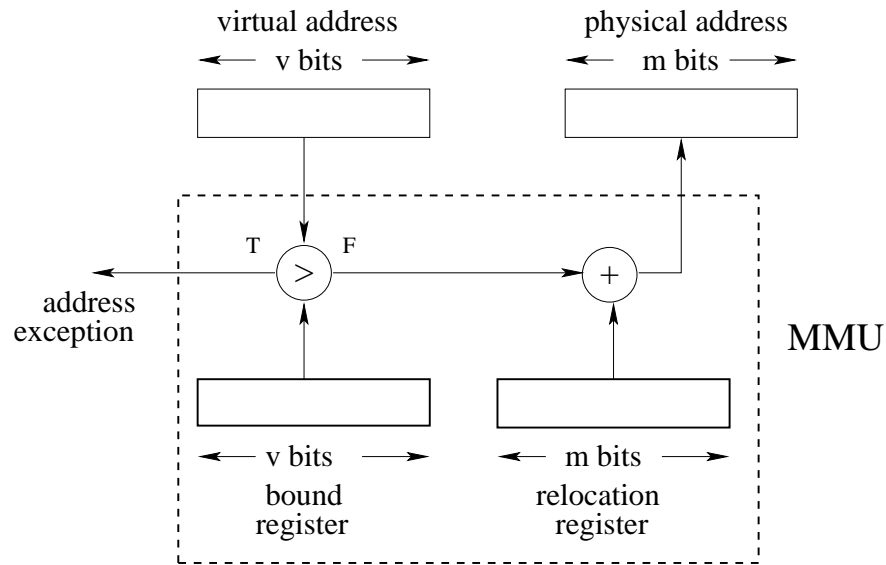 virtual address
physical address
v bits
m bits
T
F
>
+
address
exception
MMU
v bits
m bits
bound
register
relocation
register